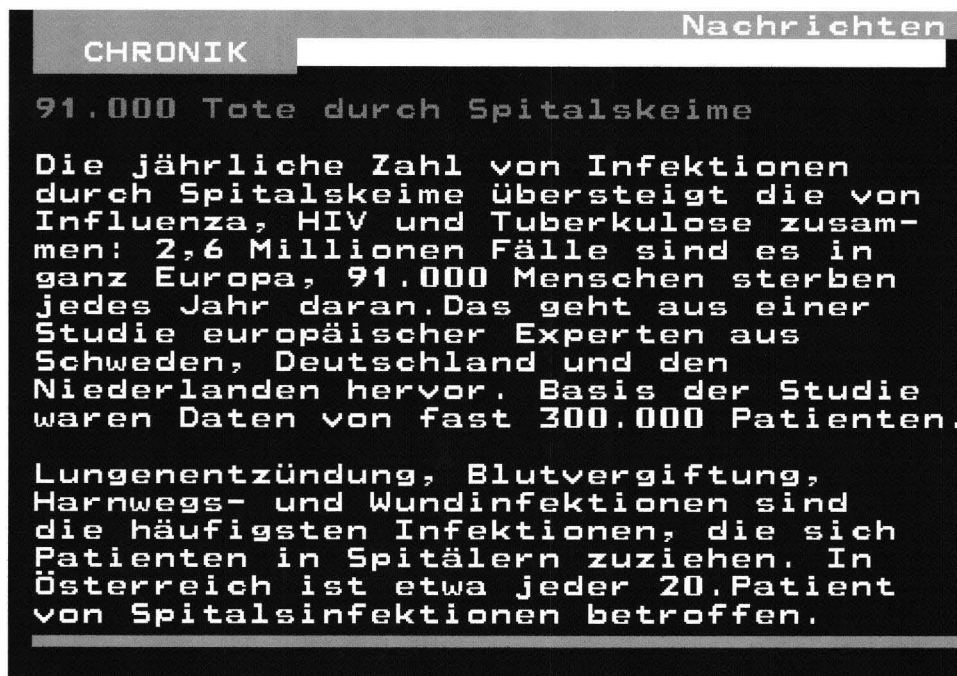 Nachrichten
CHRONIK
91.000 Tote durch Spitalskeime
Die jährliche Zahl von Infektionen
durch Spitalskeime übersteigt die von
Influenza, HIV und Tuberkulose zusam-
men: 2,6 Millionen Fälle sind es in
ganz Europa, 91.000 Menschen sterben
jedes Jahr daran.Das geht aus einer
Studie europäischer Experten aus
Schweden, Deutschland und den
Niederlanden hervor. Basis der Studie
waren Daten von fast 300.000 Patienten.
Lungenentzündung, Blutvergiftung,
Harnwegs- und Wundinfektionen sind
die häufigsten Infektionen, die sich
Patienten in Spitälern zuziehen. In
Österreich ist etwa jeder 20.Patient
von Spitalsinfektionen betroffen.